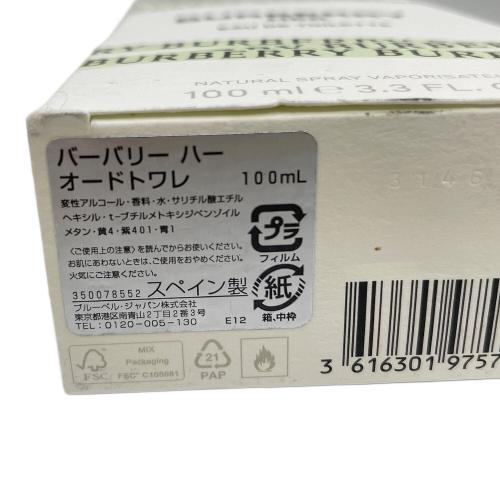 BURBERRY
EAU DE TOILETTE
BURBERRY
NATURAL SPRAY VAPORISATE
100 ml ℮ 3.3 FL.
3146
バーバリー ハー
オードトワレ 100mL
変性アルコール・香料・水・サリチル酸エチル
ヘキシル・t-ブチルメトキシジベンゾイル
メタン・黄4・紫401・青1
〈ご使用上の注意〉を読んでからお使いください。
お肌にあわないときは、ご使用をおやめください。
火気にご注意ください。
350078552 スペイン製
ブルーベル・ジャパン株式会社
東京都港区南青山2丁目2番3号
TEL:0120-005-130 E12
プラ
フィルム
紙
箱、中枠
FSC
MIX
Packaging
FSC® C105081
21
PAP
3 616301 9757